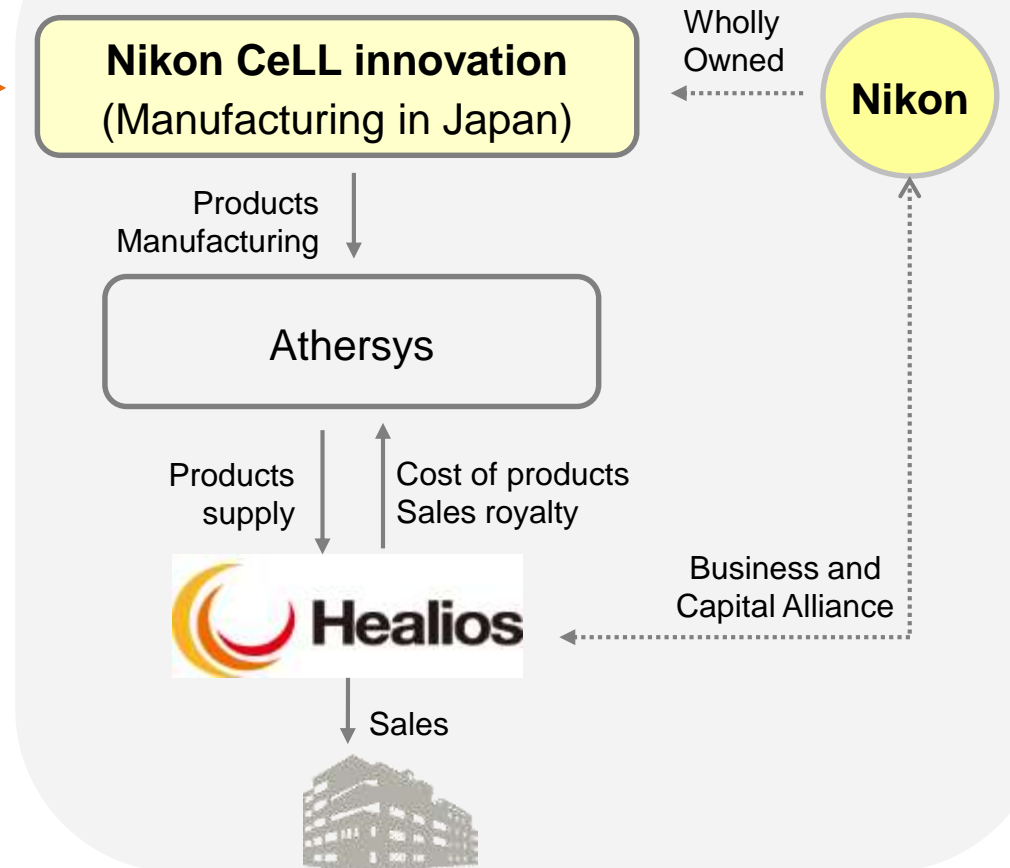 Wholly
Owned
Nikon CeLL innovation
(Manufacturing in Japan)
Nikon
Products
Manufacturing
Athersys
Products
supply
Cost of products
Sales royalty
Business and
Capital Alliance
Healios
Sales